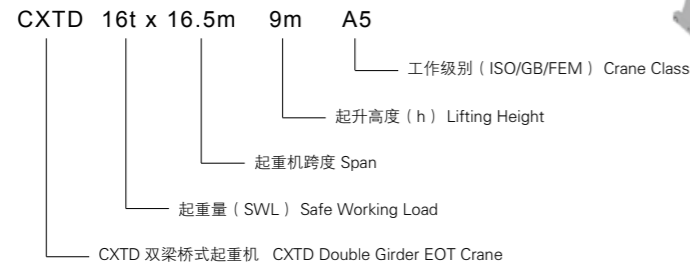 CXTD 16t x 16.5m 9m A5
工作级别（ISO/GB/FEM）Crane Class
起升高度（h）Lifting Height
起重机跨度 Span
起重量（SWL）Safe Working Load
CXTD 双梁桥式起重机 CXTD Double Girder EOT Crane